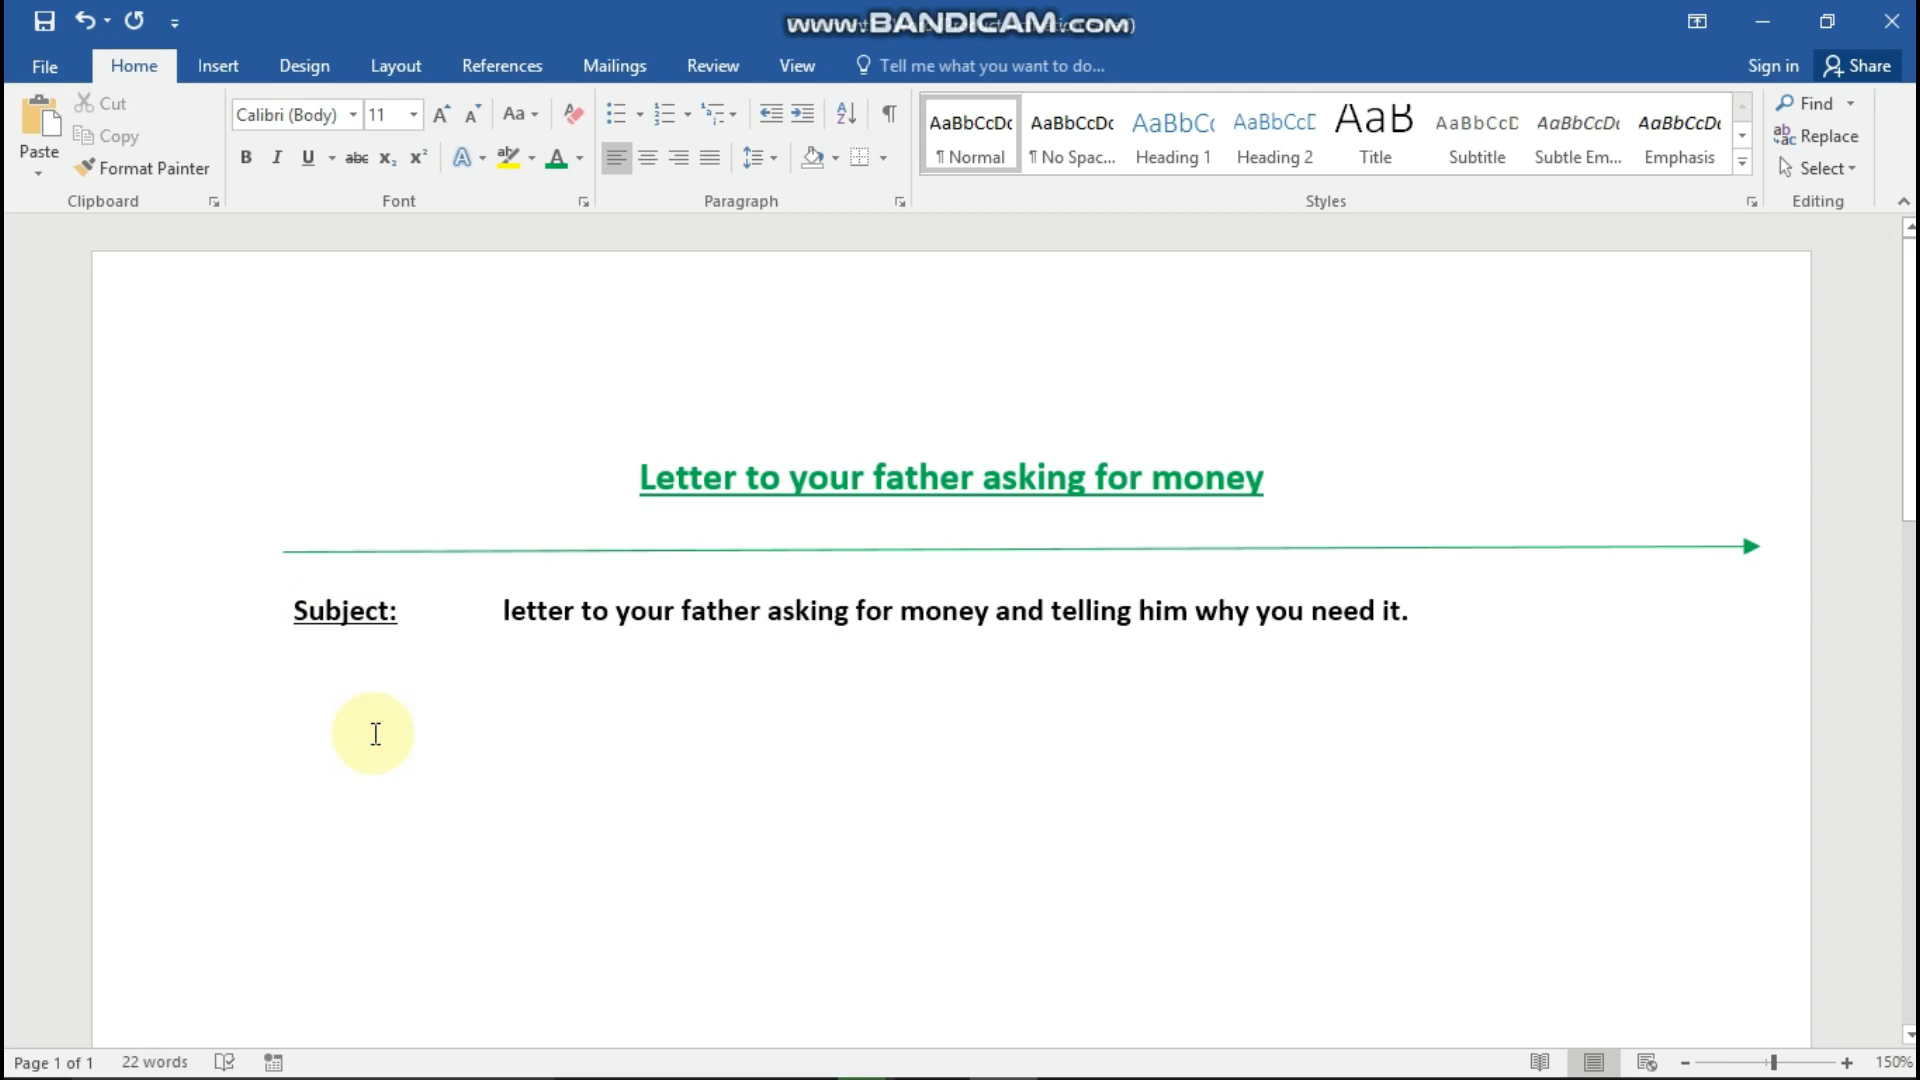 www.BANDICAM.com
File Home Insert Design Layout References Mailings Review View Tell me what you want to do... Sign in Share
Paste
Cut
Copy
Format Painter
Clipboard
Calibri (Body) 11
Font
Paragraph
AaBbCcDc AaBbCcDc AaBbCc AaBbCcD AaB AaBbCcD AaBbCcDc AaBbCcDc
¶ Normal ¶ No Spac... Heading 1 Heading 2 Title Subtitle Subtle Em... Emphasis
Styles
Find
Replace
Select
Editing
Letter to your father asking for money
Subject: letter to your father asking for money and telling him why you need it.
Page 1 of 1 22 words 150%